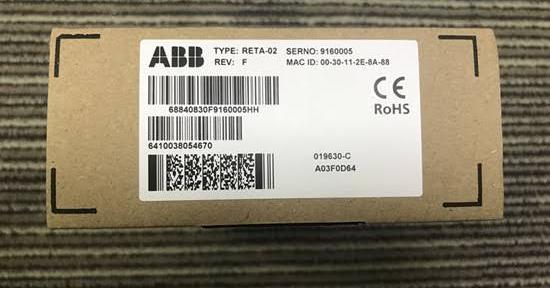 ABB
TYPE: RETA-02 SERNO: 9160005
REV: F MAC ID: 00-30-11-2E-8A-88
68840830F9160005HH
CE
RoHS
6410038054670
019630-C
A03F0D64